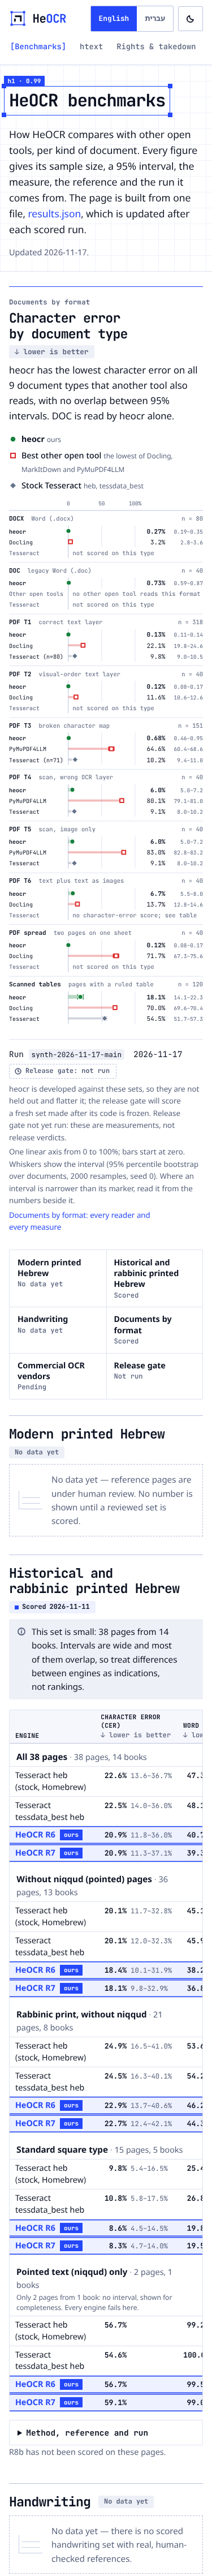 HeOCR
English
עברית
[Benchmarks]
htext
Rights & takedown
h1 · 0.99
HeOCR benchmarks
How HeOCR compares with other open
tools, per kind of document. Every figure
gives its sample size, a 95% interval, the
measure, the reference and the run it
comes from. The page is built from one
file, results.json, which is updated after
each scored run.
Updated 2026-11-17.
Documents by format
Character error
by document type
↓ lower is better
heocr has the lowest character error on all
9 document types that another tool also
reads, with no overlap between 95%
intervals. DOC is read by heocr alone.
heocr ours
Best other open tool the lowest of Docling,
MarkItDown and PyMuPDF4LLM
Stock Tesseract heb, tessdata_best
0 50 100%
DOCX Word (.docx) n = 80
heocr 0.27% 0.19–0.35
Docling 3.2% 2.8–3.6
Tesseract not scored on this type
DOC legacy Word (.doc) n = 40
heocr 0.73% 0.59–0.87
Other open tools no other open tool reads this format
Tesseract not scored on this type
PDF T1 correct text layer n = 318
heocr 0.13% 0.11–0.14
Docling 22.1% 19.8–24.6
Tesseract (n=80) 9.8% 9.0–10.5
PDF T2 visual-order text layer n = 40
heocr 0.12% 0.08–0.17
Docling 11.6% 10.6–12.6
Tesseract not scored on this type
PDF T3 broken character map n = 151
heocr 0.68% 0.46–0.95
PyMuPDF4LLM 64.6% 60.4–68.6
Tesseract (n=71) 10.2% 9.4–11.0
PDF T4 scan, wrong OCR layer n = 40
heocr 6.0% 5.0–7.2
PyMuPDF4LLM 80.1% 79.1–81.0
Tesseract 9.1% 8.0–10.2
PDF T5 scan, image only n = 40
heocr 6.0% 5.0–7.2
PyMuPDF4LLM 83.0% 82.8–83.2
Tesseract 9.1% 8.0–10.2
PDF T6 text plus text as images n = 40
heocr 6.7% 5.5–8.0
Docling 13.7% 12.8–14.6
Tesseract no character-error score; see table
PDF spread two pages on one sheet n = 40
heocr 0.12% 0.08–0.17
Docling 71.7% 67.3–75.6
Tesseract not scored on this type
Scanned tables pages with a ruled table n = 120
heocr 18.1% 14.1–22.3
Docling 70.0% 69.6–70.4
Tesseract 54.5% 51.7–57.3
Run synth-2026-11-17-main 2026-11-17
Release gate: not run
heocr is developed against these sets, so they are not
held out and flatter it; the release gate will score
a fresh set made after its code is frozen. Release
gate not yet run: these are measurements, not
release verdicts.
One linear axis from 0 to 100%; bars start at zero.
Whiskers show the interval (95% percentile bootstrap
over documents, 2000 resamples, seed 0). Where an
interval is narrower than its marker, read it from the
numbers beside it.
Documents by format: every reader and
every measure
Modern printed
Hebrew
No data yet
Historical and
rabbinic printed
Hebrew
Scored
Handwriting
No data yet
Documents by
format
Scored
Commercial OCR
vendors
Pending
Release gate
Not run
Modern printed Hebrew
No data yet
No data yet — reference pages are
under human review. No number is
shown until a reviewed set is
scored.
Historical and
rabbinic printed Hebrew
Scored 2026-11-11
This set is small: 38 pages from 14
books. Intervals are wide and most
of them overlap, so treat differences
between engines as indications,
not rankings.
ENGINE
CHARACTER ERROR
(CER)
↓ lower is better
WORD
↓ low
All 38 pages · 38 pages, 14 books
Tesseract heb
(stock, Homebrew) 22.6% 13.6–36.7% 47.
Tesseract
tessdata_best heb 22.5% 14.0–36.0% 48.
HeOCR R6 ours 20.9% 11.8–36.0% 40.
HeOCR R7 ours 20.9% 11.3–37.1% 39.
Without niqqud (pointed) pages · 36
pages, 13 books
Tesseract heb
(stock, Homebrew) 20.1% 11.7–32.8% 45.
Tesseract
tessdata_best heb 20.1% 12.0–32.3% 45.
HeOCR R6 ours 18.4% 10.1–31.9% 38.
HeOCR R7 ours 18.1% 9.8–32.9% 36.
Rabbinic print, without niqqud · 21
pages, 8 books
Tesseract heb
(stock, Homebrew) 24.9% 16.5–41.0% 53.
Tesseract
tessdata_best heb 24.5% 16.3–40.1% 54.
HeOCR R6 ours 22.9% 13.7–40.6% 46.
HeOCR R7 ours 22.7% 12.4–42.1% 44.
Standard square type · 15 pages, 5 books
Tesseract heb
(stock, Homebrew) 9.8% 5.4–16.5% 25.
Tesseract
tessdata_best heb 10.8% 5.8–17.5% 26.
HeOCR R6 ours 8.6% 4.5–14.5% 19.
HeOCR R7 ours 8.3% 4.7–14.0% 19.
Pointed text (niqqud) only · 2 pages, 1
books
Only 2 pages from 1 book: no interval, shown for
completeness. Every engine fails here.
Tesseract heb
(stock, Homebrew) 56.7% 99.
Tesseract
tessdata_best heb 54.6% 100.
HeOCR R6 ours 56.7% 99.
HeOCR R7 ours 59.1% 99.
Method, reference and run
R8b has not been scored on these pages.
Handwriting
No data yet
No data yet — there is no scored
handwriting set with real, human-
checked references.